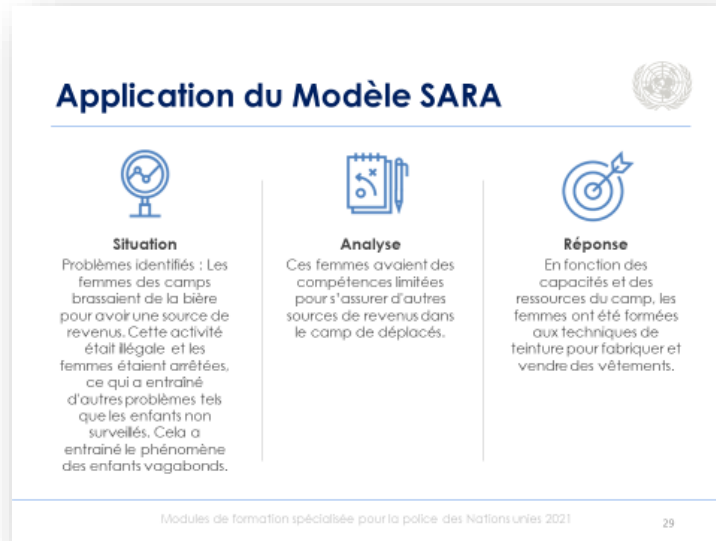 Application du Modèle SARA
Situation
Problèmes identifiés : Les
femmes des camps
brassaient de la bière
pour avoir une source de
revenus. Cette activité
était illégale et les
femmes étaient arrêtées,
ce qui a entraîné
d'autres problèmes tels
que les enfants non
surveillés. Cela a
entrainé le phénomène
des enfants vagabonds.
Analyse
Ces femmes avaient des
compétences limitées
pour s'assurer d'autres
sources de revenus dans
le camp de déplacés.
Réponse
En fonction des
capacités et des
ressources du camp, les
femmes ont été formées
aux techniques de
teinture pour fabriquer et
vendre des vêtements.
Modules de formation spécialisée pour la police des Nations unies 2021
29